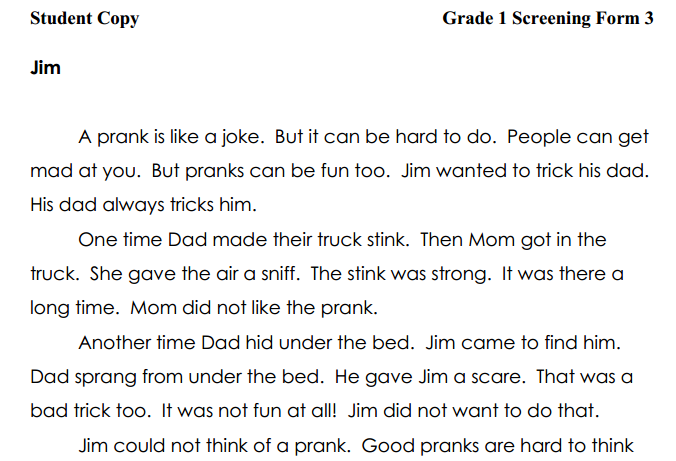 Student Copy Grade 1 Screening Form 3
Jim
A prank is like a joke.  But it can be hard to do.  People can get
mad at you.  But pranks can be fun too.  Jim wanted to trick his dad.
His dad always tricks him.
One time Dad made their truck stink.  Then Mom got in the
truck.  She gave the air a sniff.  The stink was strong.  It was there a
long time.  Mom did not like the prank.
Another time Dad hid under the bed.  Jim came to find him.
Dad sprang from under the bed.  He gave Jim a scare.  That was a
bad trick too.  It was not fun at all!  Jim did not want to do that.
Jim could not think of a prank.  Good pranks are hard to think